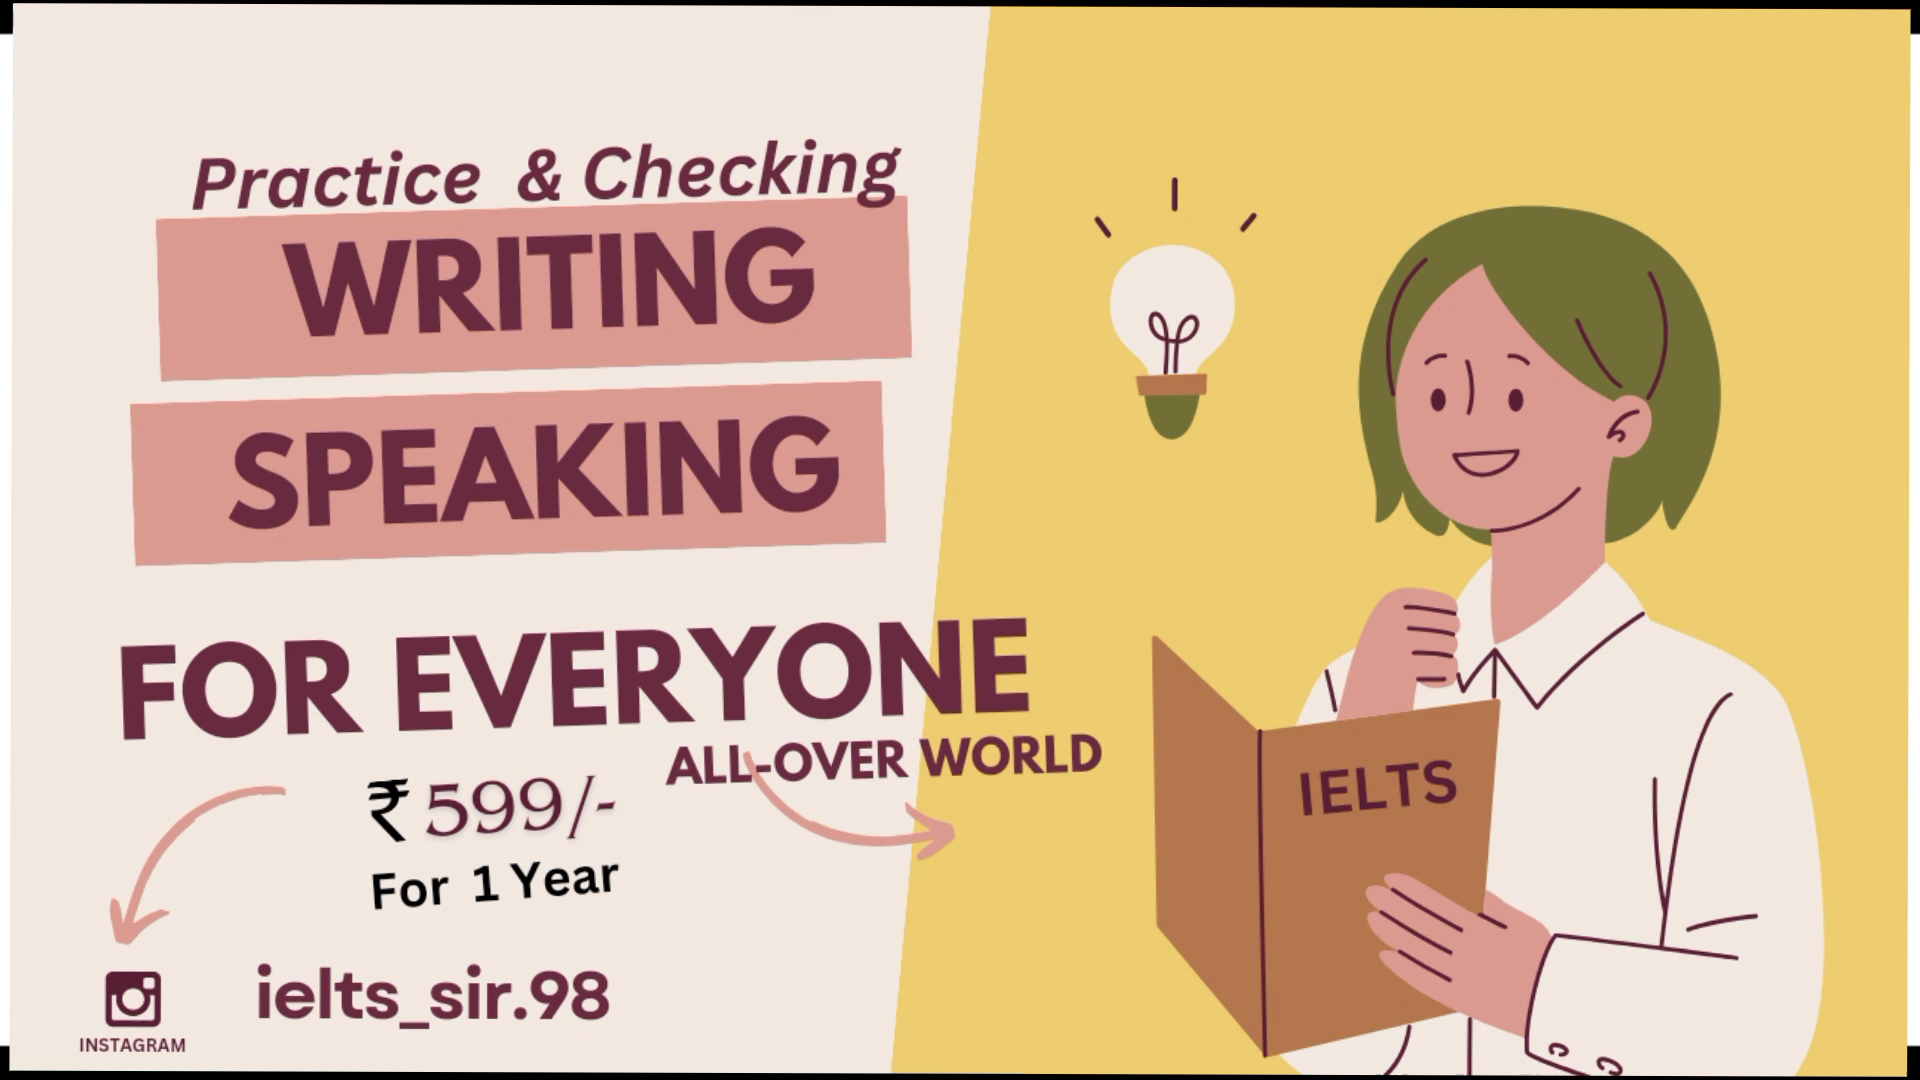 Practice & Checking
WRITING
SPEAKING
FOR EVERYONE
ALL-OVER WORLD
₹ 599/-
For 1 Year
INSTAGRAM
ielts_sir.98
IELTS